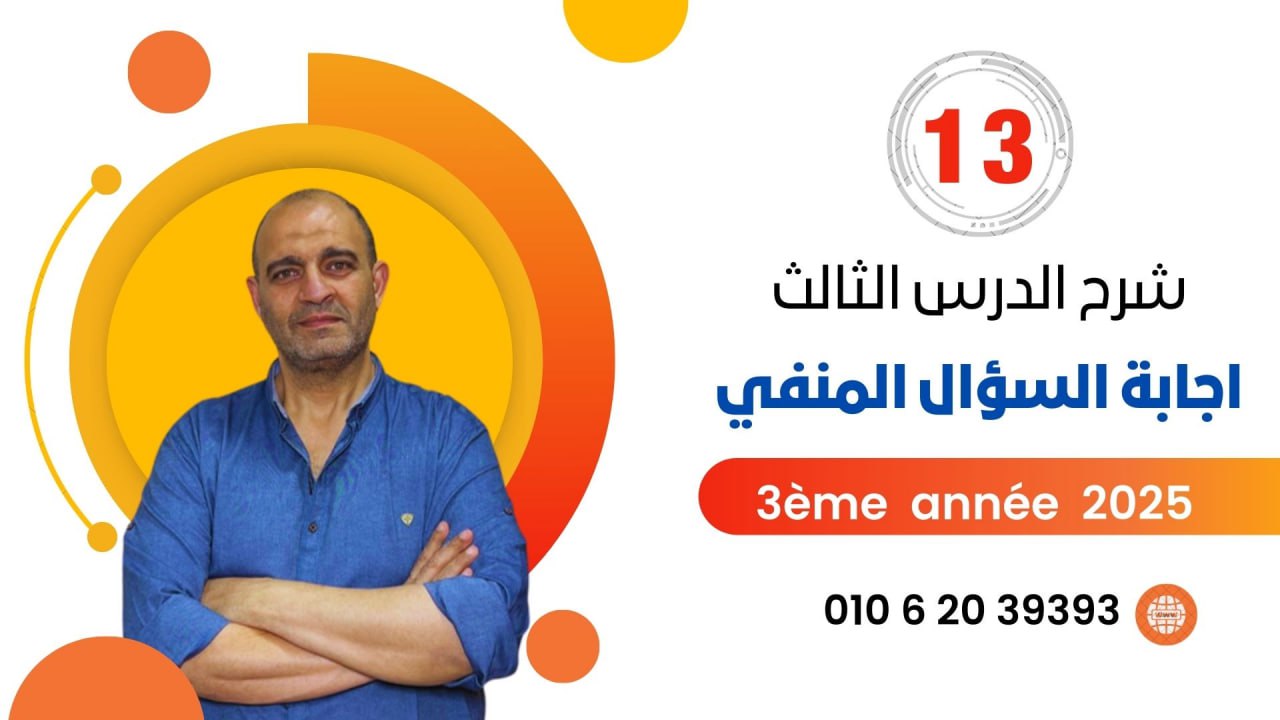 13
شرح الدرس الثالث
اجابة السؤال المنفي
3ème année 2025
010 6 20 39393